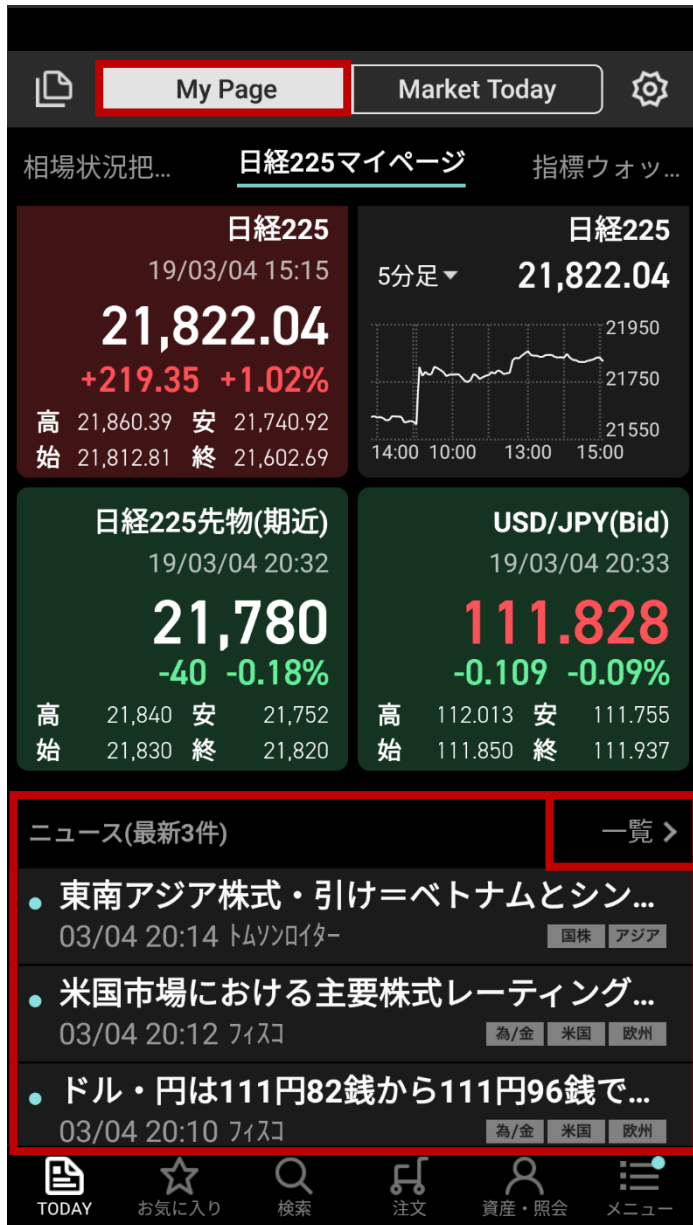 My Page Market Today
相場状況把... 日経225マイページ 指標ウォッ...
日経225
19/03/04 15:15
21,822.04
+219.35 +1.02%
高 21,860.39 安 21,740.92
始 21,812.81 終 21,602.69
日経225
5分足 21,822.04
21950
21750
21550
14:00 10:00 13:00 15:00
日経225先物(期近)
19/03/04 20:32
21,780
-40 -0.18%
高 21,840 安 21,752
始 21,830 終 21,820
USD/JPY(Bid)
19/03/04 20:33
111.828
-0.109 -0.09%
高 112.013 安 111.755
始 111.850 終 111.937
ニュース(最新3件) 一覧
東南アジア株式・引け＝ベトナムとシン...
03/04 20:14 ﾄﾑｿﾝﾛｲﾀｰ 国株 アジア
米国市場における主要株式レーティング...
03/04 20:12 ﾌｨｽｺ 為/金 米国 欧州
ドル・円は111円82銭から111円96銭で...
03/04 20:10 ﾌｨｽｺ 為/金 米国 欧州
TODAY お気に入り 検索 注文 資産・照会 メニュー